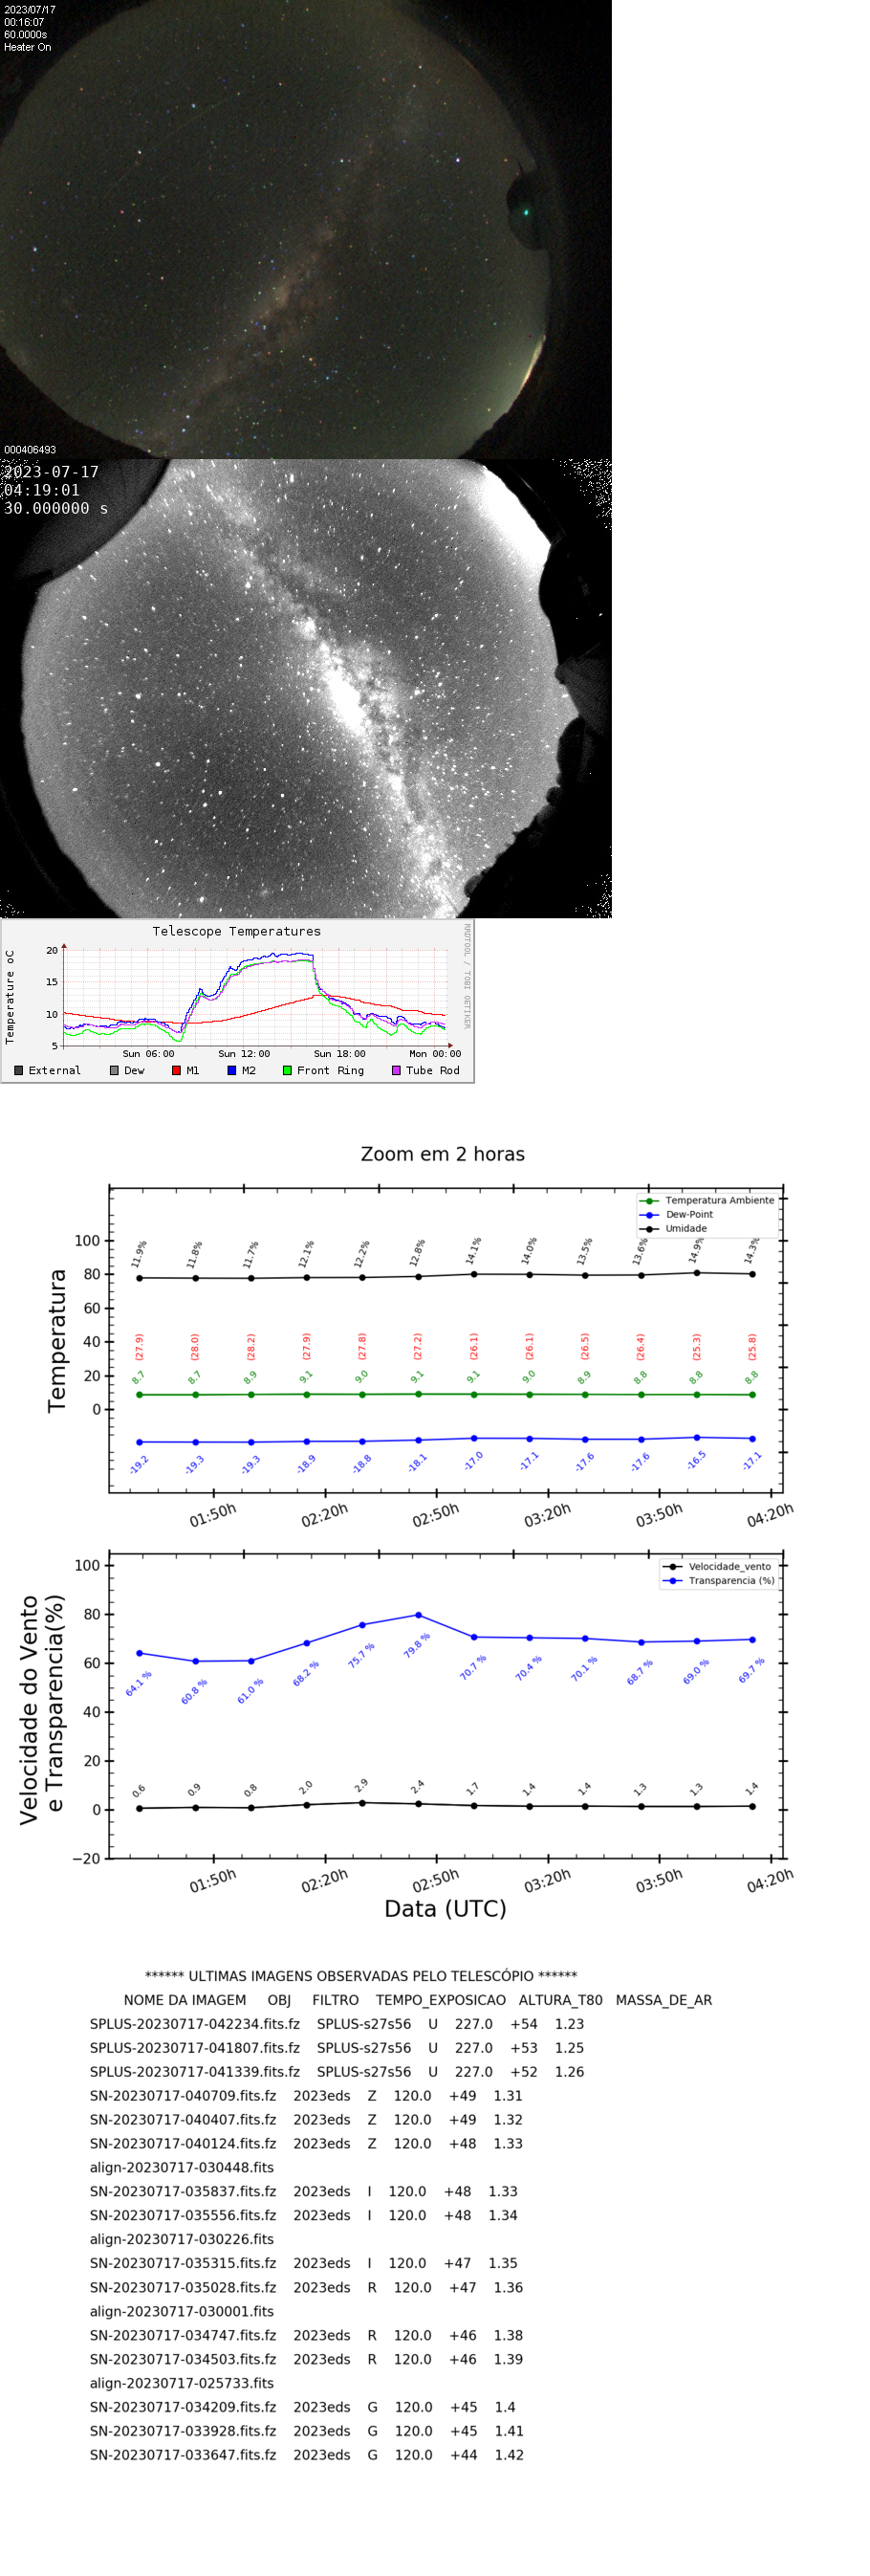 2023/07/17
00:16:07
60.0000s
Heater On
000406493
2023-07-17
04:19:01
30.000000 s
Telescope Temperatures
RRDTOOL / TOBI OETIKER
Temperature oC
20
15
10
5
Sun 06:00 Sun 12:00 Sun 18:00 Mon 00:00
External Dew M1 M2 Front Ring Tube Rod
Zoom em 2 horas
Temperatura Ambiente
Dew-Point
Umidade
Temperatura
100
80
60
40
20
0
11.9% 11.8% 11.7% 12.1% 12.2% 12.8% 14.1% 14.0% 13.5% 13.6% 14.9% 14.3%
(27.9) (28.0) (28.2) (27.9) (27.8) (27.2) (26.1) (26.1) (26.5) (26.4) (25.3) (25.8)
8.7 8.7 8.9 9.1 9.0 9.1 9.1 9.0 8.9 8.8 8.8 8.8
-19.2 -19.3 -19.3 -18.9 -18.8 -18.1 -17.0 -17.1 -17.6 -17.6 -16.5 -17.1
01:50h 02:20h 02:50h 03:20h 03:50h 04:20h
Velocidade_vento
Transparencia (%)
Velocidade do Vento
e Transparencia(%)
100
80
60
40
20
0
−20
64.1 % 60.8 % 61.0 % 68.2 % 75.7 % 79.8 % 70.7 % 70.4 % 70.1 % 68.7 % 69.0 % 69.7 %
0.6 0.9 0.8 2.0 2.9 2.4 1.7 1.4 1.4 1.3 1.3 1.4
01:50h 02:20h 02:50h 03:20h 03:50h 04:20h
Data (UTC)
****** ULTIMAS IMAGENS OBSERVADAS PELO TELESCÓPIO ******
NOME DA IMAGEM OBJ FILTRO TEMPO_EXPOSICAO ALTURA_T80 MASSA_DE_AR
SPLUS-20230717-042234.fits.fz SPLUS-s27s56 U 227.0 +54 1.23
SPLUS-20230717-041807.fits.fz SPLUS-s27s56 U 227.0 +53 1.25
SPLUS-20230717-041339.fits.fz SPLUS-s27s56 U 227.0 +52 1.26
SN-20230717-040709.fits.fz 2023eds Z 120.0 +49 1.31
SN-20230717-040407.fits.fz 2023eds Z 120.0 +49 1.32
SN-20230717-040124.fits.fz 2023eds Z 120.0 +48 1.33
align-20230717-030448.fits
SN-20230717-035837.fits.fz 2023eds I 120.0 +48 1.33
SN-20230717-035556.fits.fz 2023eds I 120.0 +48 1.34
align-20230717-030226.fits
SN-20230717-035315.fits.fz 2023eds I 120.0 +47 1.35
SN-20230717-035028.fits.fz 2023eds R 120.0 +47 1.36
align-20230717-030001.fits
SN-20230717-034747.fits.fz 2023eds R 120.0 +46 1.38
SN-20230717-034503.fits.fz 2023eds R 120.0 +46 1.39
align-20230717-025733.fits
SN-20230717-034209.fits.fz 2023eds G 120.0 +45 1.4
SN-20230717-033928.fits.fz 2023eds G 120.0 +45 1.41
SN-20230717-033647.fits.fz 2023eds G 120.0 +44 1.42